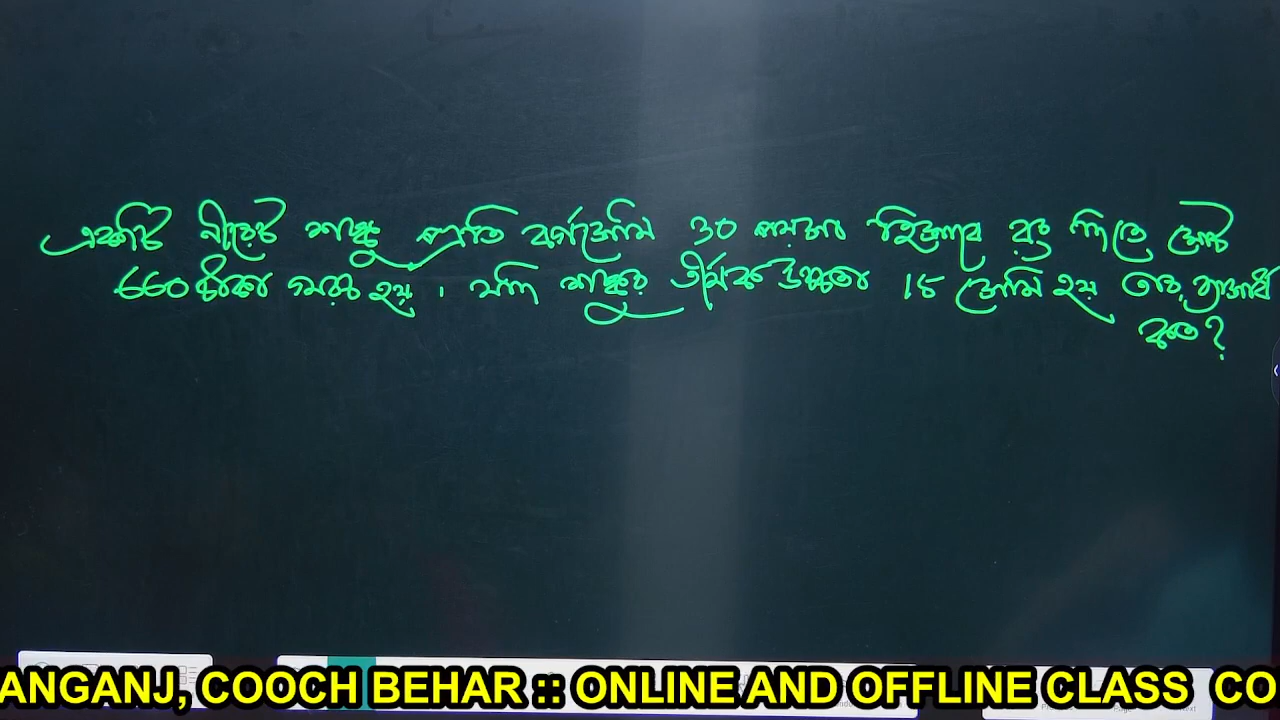 একটি নীরেট শঙ্কু প্রতি বর্গসেমি 30 পয়সা হিসাবে রং দিতে মোট
660 টাকা খরচ হয়। যদি শঙ্কুর তীর্যক উচ্চতা 15 সেমি হয় তবে, ব্যাসার্ধ
কত?
ANGANJ, COOCH BEHAR :: ONLINE AND OFFLINE CLASS CO